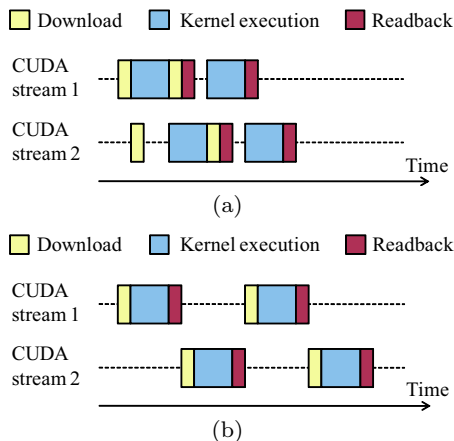 Download Kernel execution Readback
CUDA
stream 1
CUDA
stream 2
Time
(a)
Download Kernel execution Readback
CUDA
stream 1
CUDA
stream 2
Time
(b)